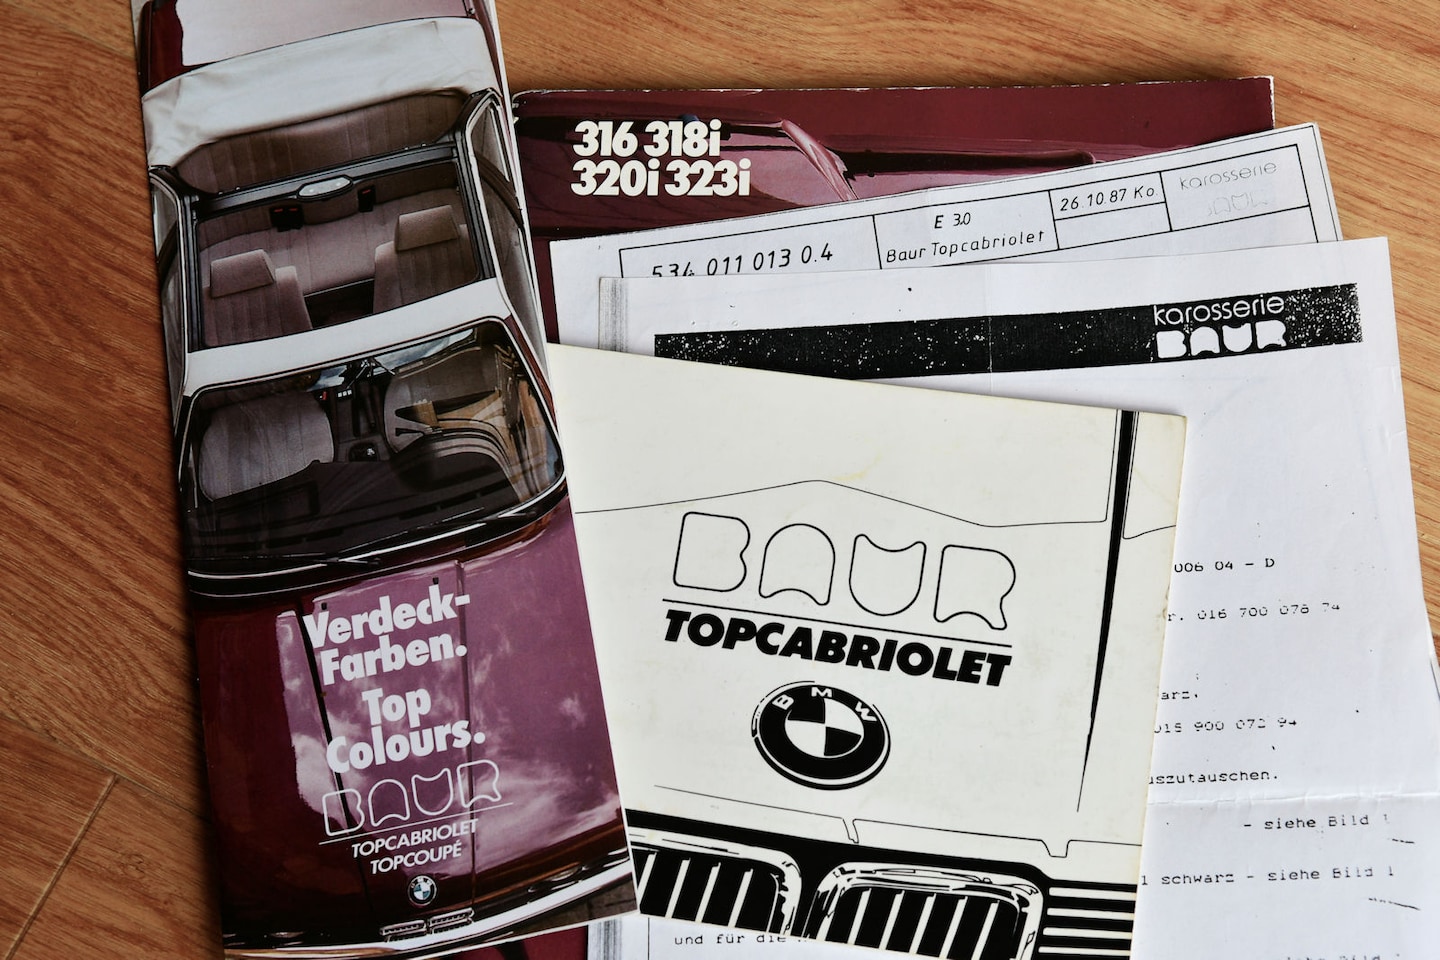 Verdeck-
Farben.
Top
Colours.
BAUR
TOPCABRIOLET
TOPCOUPÉ
316 318i
320i 323i
534 011 013 0.4
E 30
Baur Topcabriolet
26.10.87 Ko.
karosserie
BAUR
karosserie
BAUR
BAUR
TOPCABRIOLET
BMW
006 04 - D
016 700 078 74
015 900 072 94
- siehe Bild 1
schwarz - siehe Bild 1
und für die